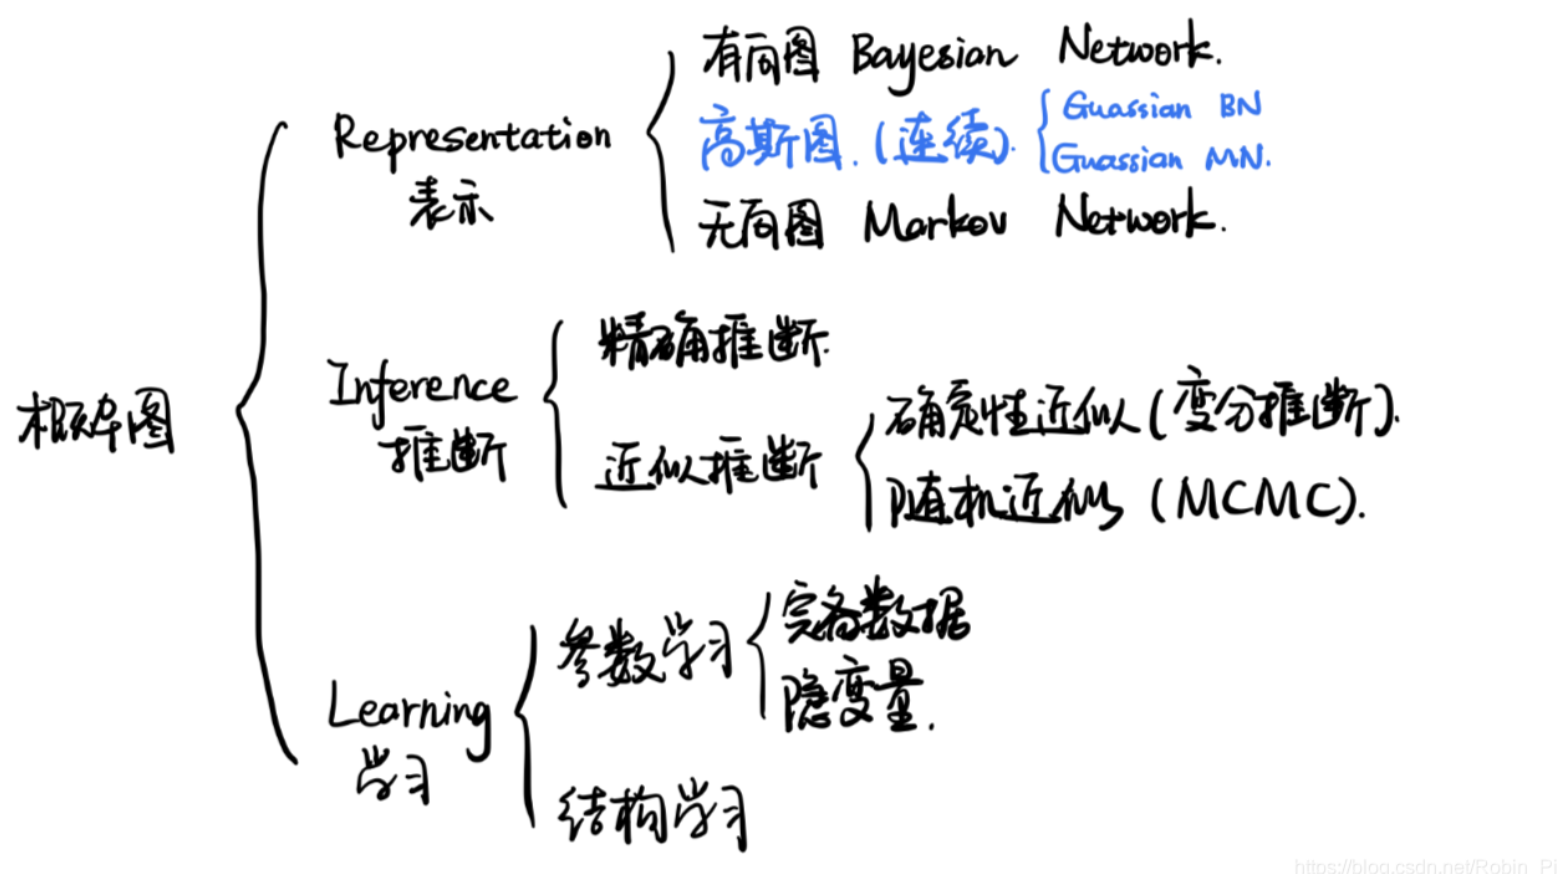 概率图
Representation
表示
有向图 Bayesian Network.
高斯图.(连续).
Guassian BN
Guassian MN.
无向图 Markov Network.
Inference
推断
精确推断.
近似推断
确定性近似(变分推断).
随机近似(MCMC).
Learning
学习
参数学习
完备数据
隐变量.
结构学习
https://blog.csdn.net/Robin_Pi